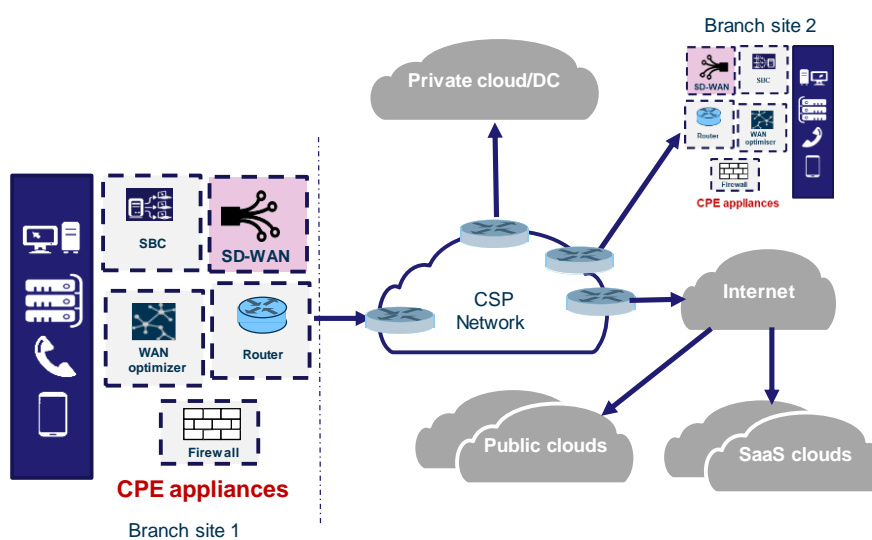 Branch site 2
Private cloud/DC
SD-WAN
SBC
Router
WAN
optimiser
Firewall
CPE appliances
SBC
SD-WAN
WAN
optimizer
Router
Firewall
CPE appliances
Branch site 1
CSP
Network
Internet
Public clouds
SaaS clouds